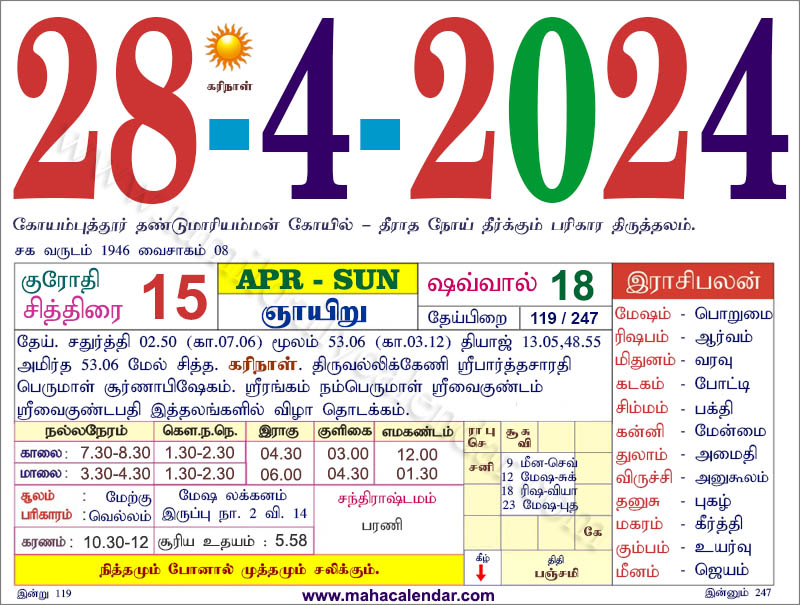 28-4-2024
கரிநாள்
கோயம்புத்தூர் தண்டுமாரியம்மன் கோயில் – தீராத நோய் தீர்க்கும் பரிகார திருத்தலம்.
சக வருடம் 1946 வைசாகம் 08
குரோதி
சித்திரை 15
APR - SUN
ஞாயிறு
ஷவ்வால் 18
தேய்பிறை 119 / 247
தேய். சதுர்த்தி 02.50 (கா.07.06) மூலம் 53.06 (கா.03.12) தியாஜ் 13.05,48.55
அமிர்த 53.06 மேல் சித்த. கரிநாள். திருவல்லிக்கேணி ஸ்ரீபார்த்தசாரதி
பெருமாள் சூர்ணாபிஷேகம். ஸ்ரீரங்கம் நம்பெருமாள் ஸ்ரீவைகுண்டம்
ஸ்ரீவைகுண்டபதி இத்தலங்களில் விழா தொடக்கம்.
இராசிபலன்
மேஷம் - பொறுமை
ரிஷபம் - ஆர்வம்
மிதுனம் - வரவு
கடகம் - போட்டி
சிம்மம் - பக்தி
கன்னி - மேன்மை
துலாம் - அமைதி
விருச்சி - அனுகூலம்
தனுசு - புகழ்
மகரம் - கீர்த்தி
கும்பம் - உயர்வு
மீனம் - ஜெயம்
நல்லநேரம் கௌ.ந.நே. இராகு குளிகை எமகண்டம்
காலை: 7.30-8.30 1.30-2.30 04.30 03.00 12.00
மாலை: 3.30-4.30 1.30-2.30 06.00 04.30 01.30
சூலம் : மேற்கு
பரிகாரம் : வெல்லம்
மேஷ லக்கனம்
இருப்பு நா. 2 வி. 14
சந்திராஷ்டமம்
பரணி
கரணம்: 10.30-12 சூரிய உதயம் : 5.58
ரா பு
செ
சூ சு
வி
சனி
9 மீன-செவ்
12 மேஷ-சுக்
18 ரிஷ-வியா
23 மேஷ-புத
கே
நித்தமும் போனால் முத்தமும் சலிக்கும்.
கீழ்
திதி
பஞ்சமி
இன்று 119
www.mahacalendar.com
இன்னும் 247